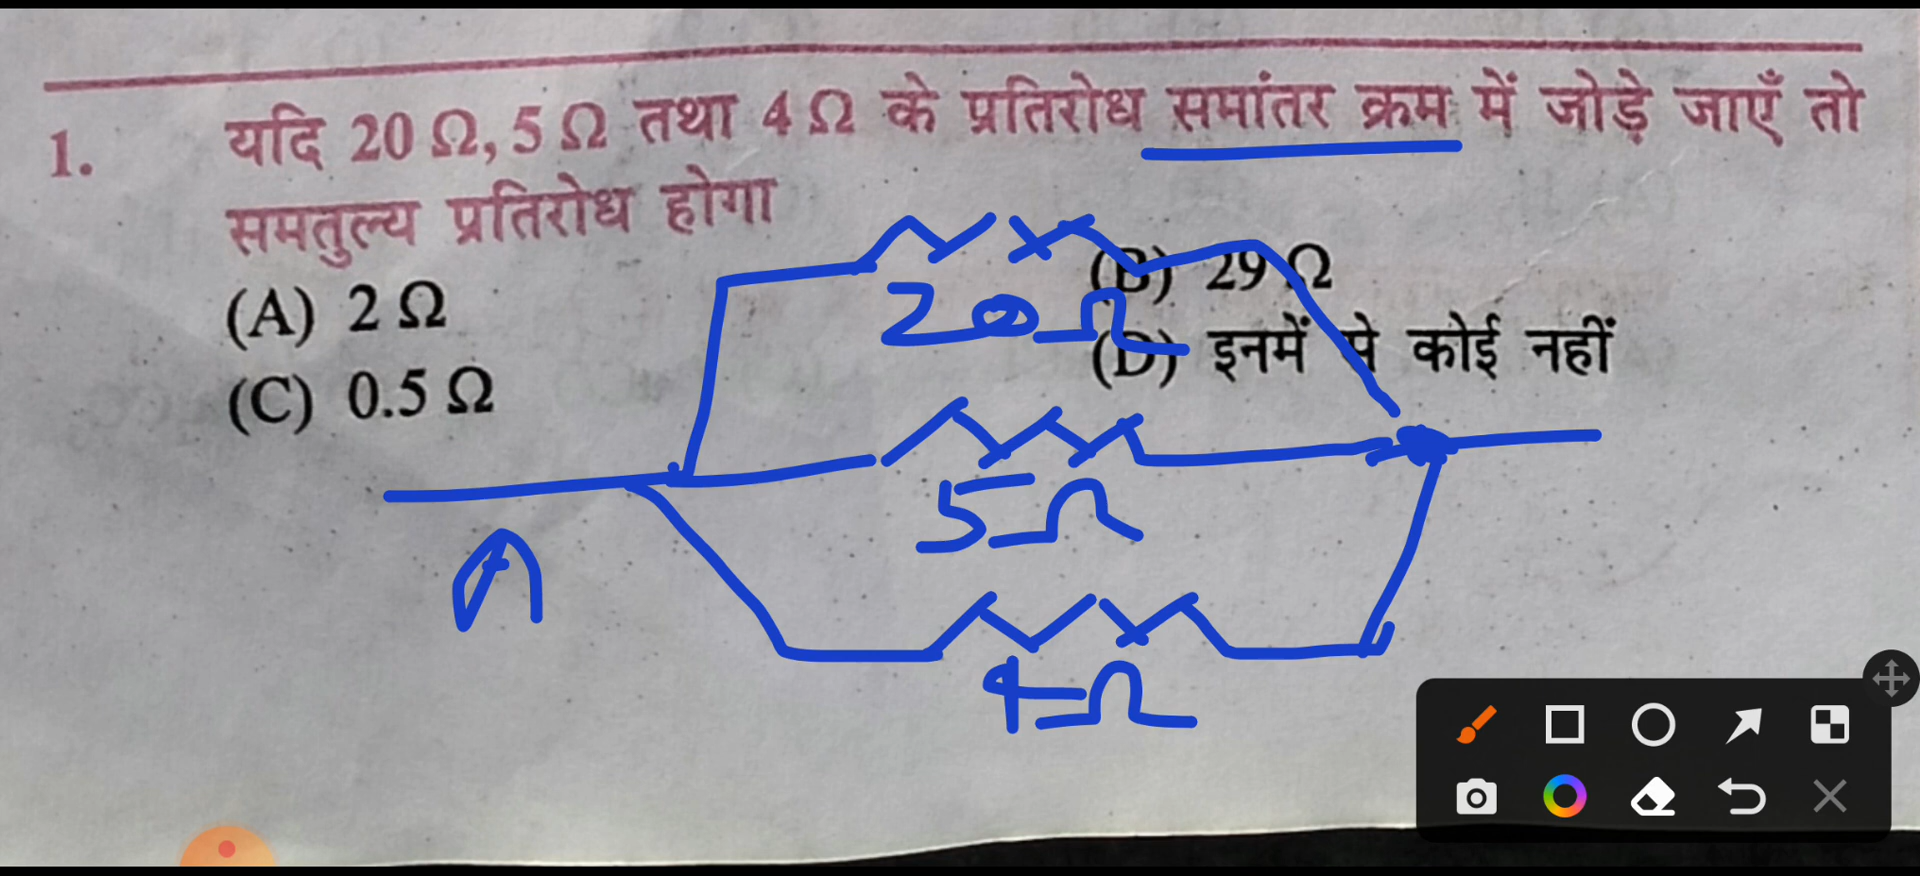 1. यदि 20 Ω, 5 Ω तथा 4 Ω के प्रतिरोध समांतर क्रम में जोड़े जाएँ तो
समतुल्य प्रतिरोध होगा
(A) 2 Ω (B) 29 Ω
(C) 0.5 Ω (D) इनमें से कोई नहीं
20Ω
5Ω
4Ω